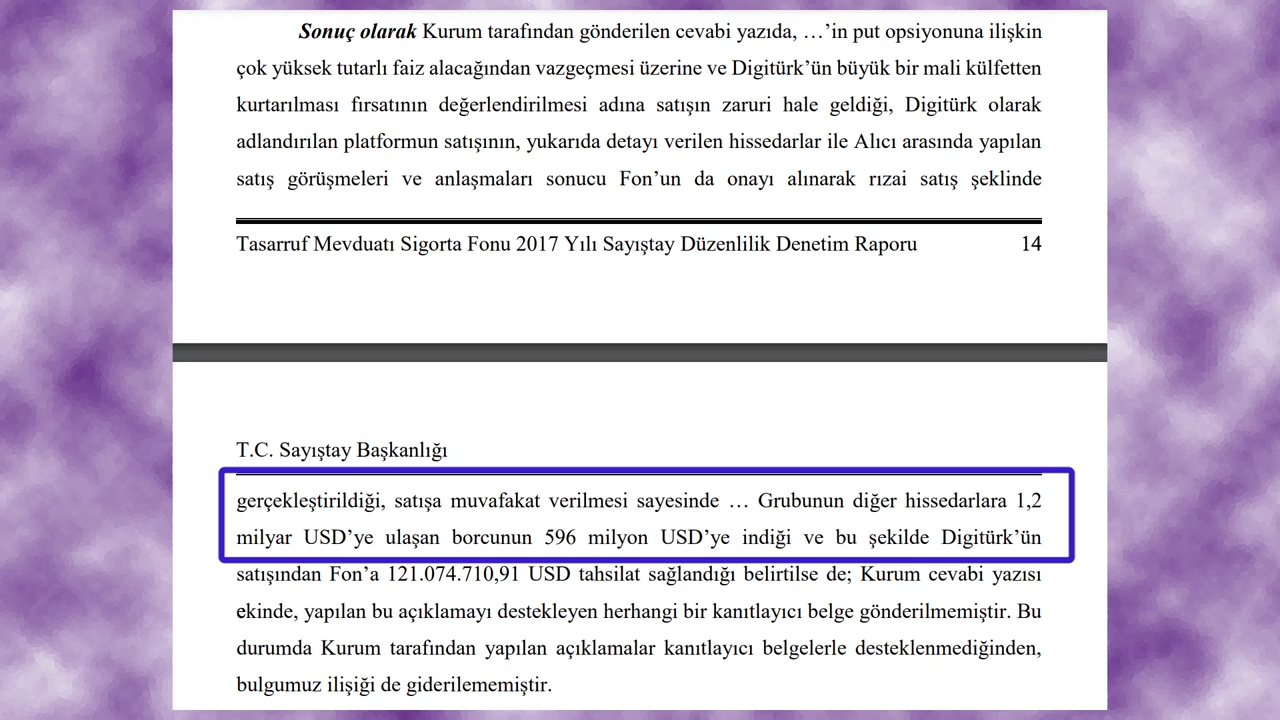 Sonuç olarak Kurum tarafından gönderilen cevabi yazıda, …’in put opsiyonuna ilişkin
çok yüksek tutarlı faiz alacağından vazgeçmesi üzerine ve Digitürk’ün büyük bir mali külfetten
kurtarılması fırsatının değerlendirilmesi adına satışın zaruri hale geldiği, Digitürk olarak
adlandırılan platformun satışının, yukarıda detayı verilen hissedarlar ile Alıcı arasında yapılan
satış görüşmeleri ve anlaşmaları sonucu Fon’un da onayı alınarak rızai satış şeklinde
Tasarruf Mevduatı Sigorta Fonu 2017 Yılı Sayıştay Düzenlilik Denetim Raporu 14
T.C. Sayıştay Başkanlığı
gerçekleştirildiği, satışa muvafakat verilmesi sayesinde … Grubunun diğer hissedarlara 1,2
milyar USD’ye ulaşan borcunun 596 milyon USD’ye indiği ve bu şekilde Digitürk’ün
satışından Fon’a 121.074.710,91 USD tahsilat sağlandığı belirtilse de; Kurum cevabi yazısı
ekinde, yapılan bu açıklamayı destekleyen herhangi bir kanıtlayıcı belge gönderilmemiştir. Bu
durumda Kurum tarafından yapılan açıklamalar kanıtlayıcı belgelerle desteklenmediğinden,
bulgumuz ilişiği de giderilememiştir.